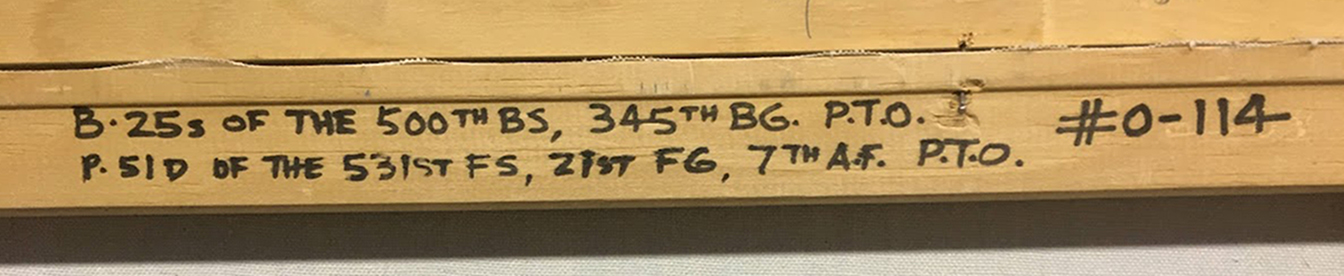 B·25s OF THE 500TH BS, 345TH BG. P.T.O. #0-114
P. 51D OF THE 531ST FS, 21ST FG, 7TH A.F. P.T.O.